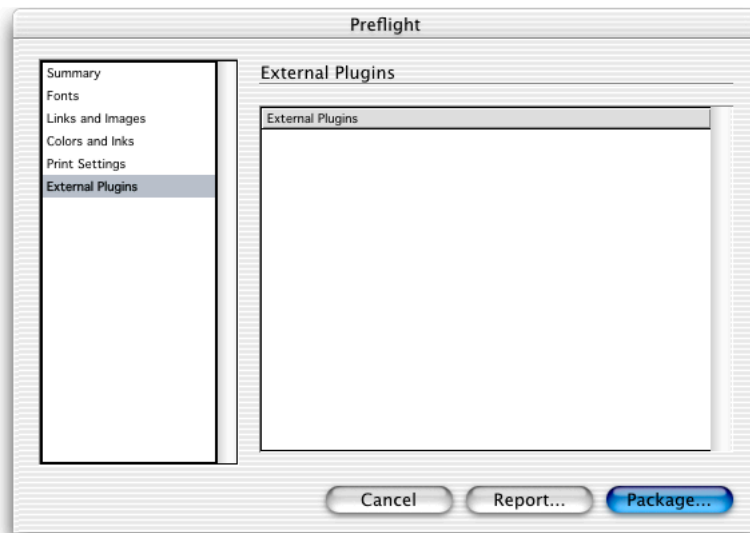 Preflight
Summary
Fonts
Links and Images
Colors and Inks
Print Settings
External Plugins
External Plugins
External Plugins
Cancel
Report...
Package...